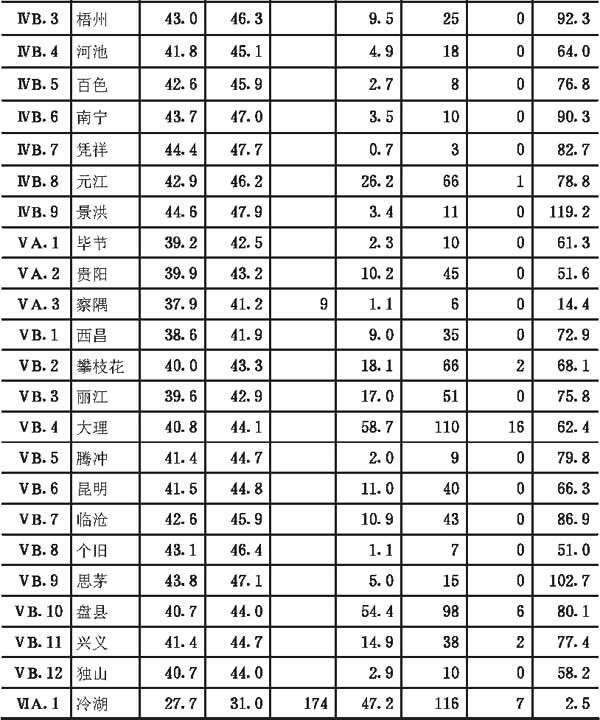 ⅣB.3 梧州 43.0 46.3 9.5 25 0 92.3
ⅣB.4 河池 41.8 45.1 4.9 18 0 64.0
ⅣB.5 百色 42.6 45.9 2.7 8 0 76.8
ⅣB.6 南宁 43.7 47.0 3.5 10 0 90.3
ⅣB.7 凭祥 44.4 47.7 0.7 3 0 82.7
ⅣB.8 元江 42.9 46.2 26.2 66 1 78.8
ⅣB.9 景洪 44.6 47.9 3.4 11 0 119.2
ⅤA.1 毕节 39.2 42.5 2.3 10 0 61.3
ⅤA.2 贵阳 39.9 43.2 10.2 45 0 51.6
ⅤA.3 察隅 37.9 41.2 9 1.1 6 0 14.4
ⅤB.1 西昌 38.6 41.9 9.0 35 0 72.9
ⅤB.2 攀枝花 40.0 43.3 18.1 66 2 68.1
ⅤB.3 丽江 39.6 42.9 17.0 51 0 75.8
ⅤB.4 大理 40.8 44.1 58.7 110 16 62.4
ⅤB.5 腾冲 41.4 44.7 2.0 9 0 79.8
ⅤB.6 昆明 41.5 44.8 11.0 40 0 66.3
ⅤB.7 临沧 42.6 45.9 10.9 43 0 86.9
ⅤB.8 个旧 43.1 46.4 1.1 7 0 51.0
ⅤB.9 思茅 43.8 47.1 5.0 15 0 102.7
ⅤB.10 盘县 40.7 44.0 54.4 98 6 80.1
ⅤB.11 兴义 41.4 44.7 14.9 38 2 77.4
ⅤB.12 独山 40.7 44.0 2.9 10 0 58.2
ⅥA.1 冷湖 27.7 31.0 174 47.2 116 7 2.5